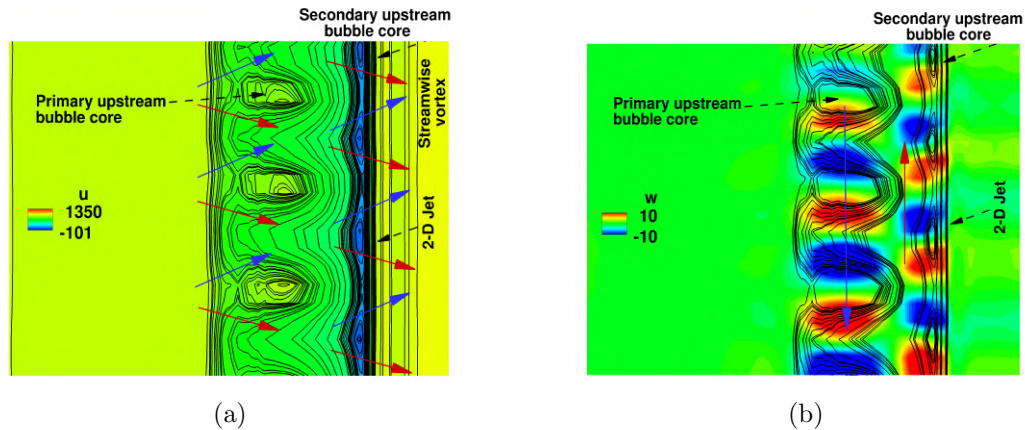 Secondary upstream
bubble core
Primary upstream
bubble core
Streamwise
vortex
u
1350
-101
2-D Jet
(a)
Secondary upstream
bubble core
Primary upstream
bubble core
w
10
-10
2-D Jet
(b)